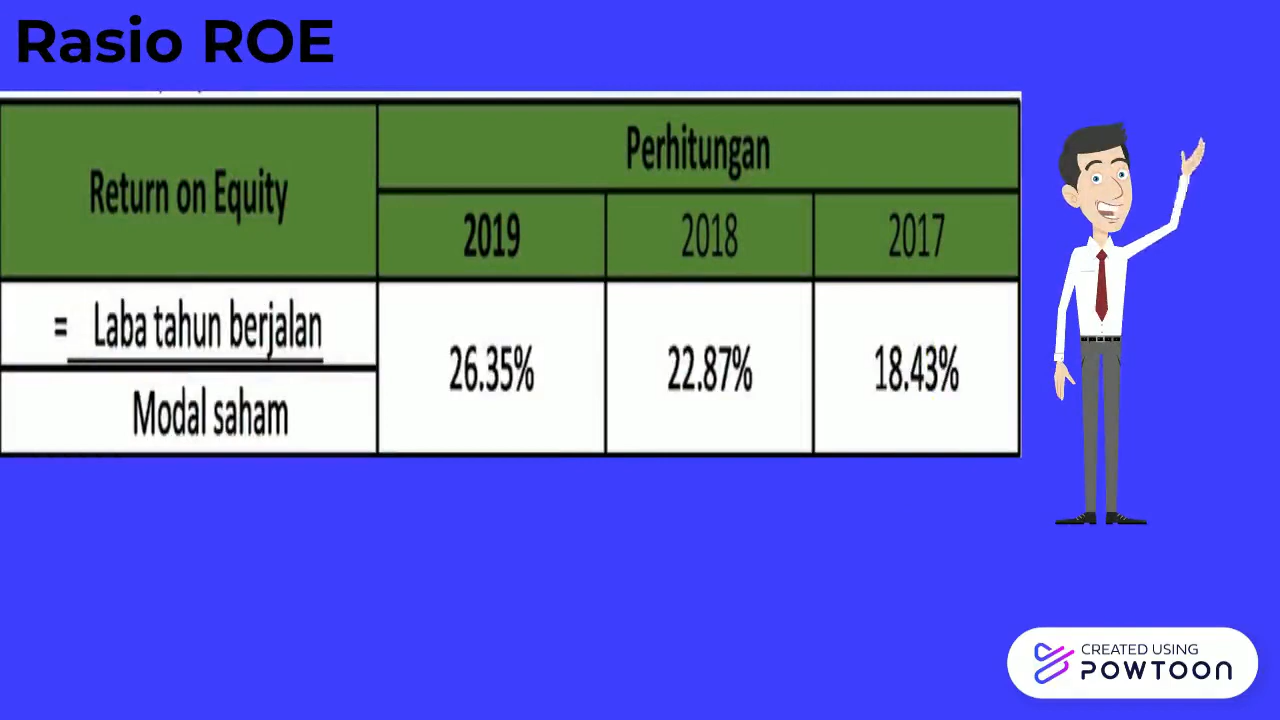 Rasio ROE
Return on Equity
Perhitungan
2019 2018 2017
= Laba tahun berjalan
Modal saham
26.35% 22.87% 18.43%
CREATED USING
POWTOON